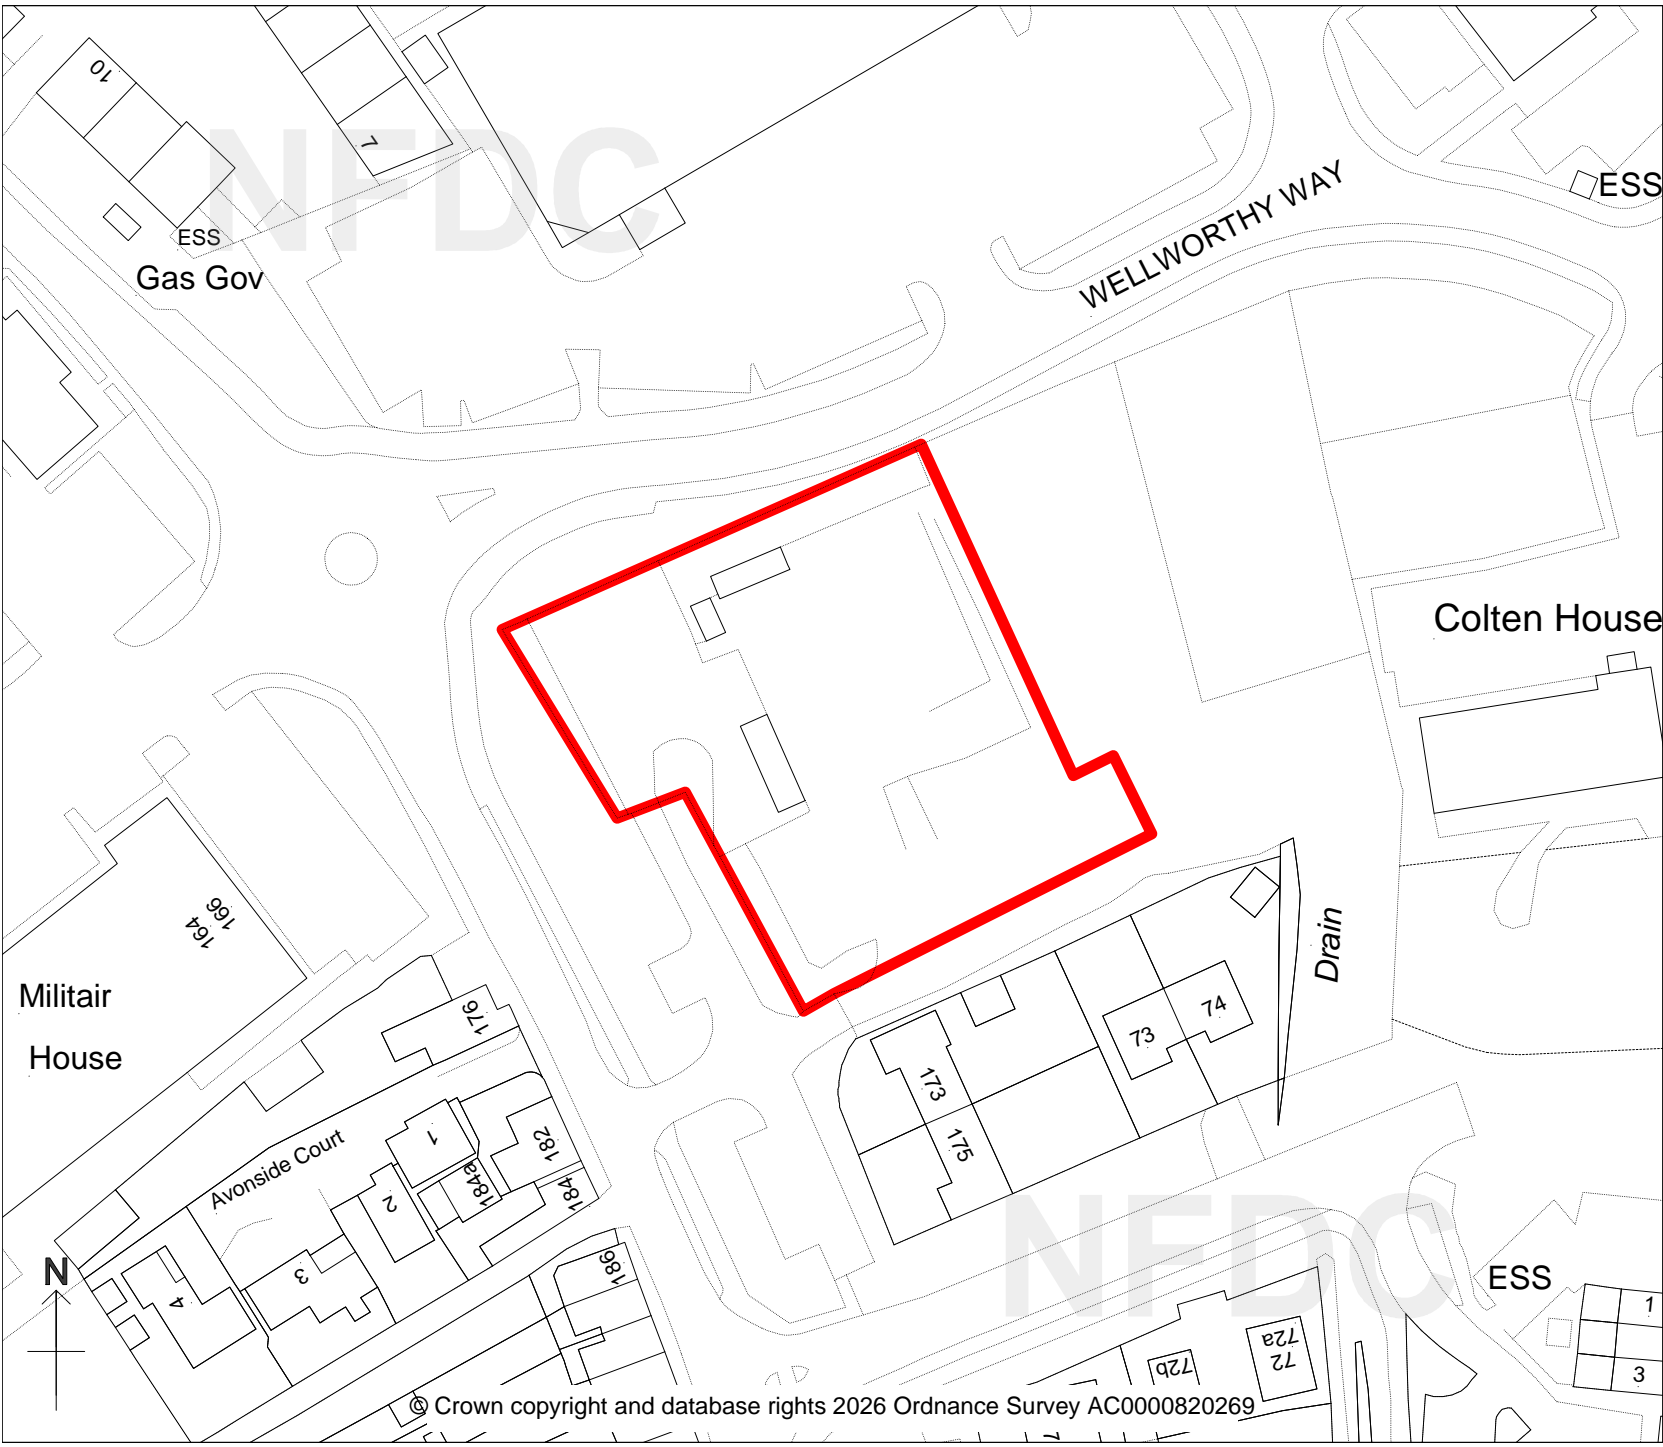 10
7
NFDC
ESS
Gas Gov
WELLWORTHY WAY
ESS
Colten House
164
166
Militair
House
176
Drain
73
74
173
175
Avonside Court
1
2
182
184a
184
3
4
186
N
NFDC
ESS
1
3
72a
72
72b
7
© Crown copyright and database rights 2026 Ordnance Survey AC0000820269